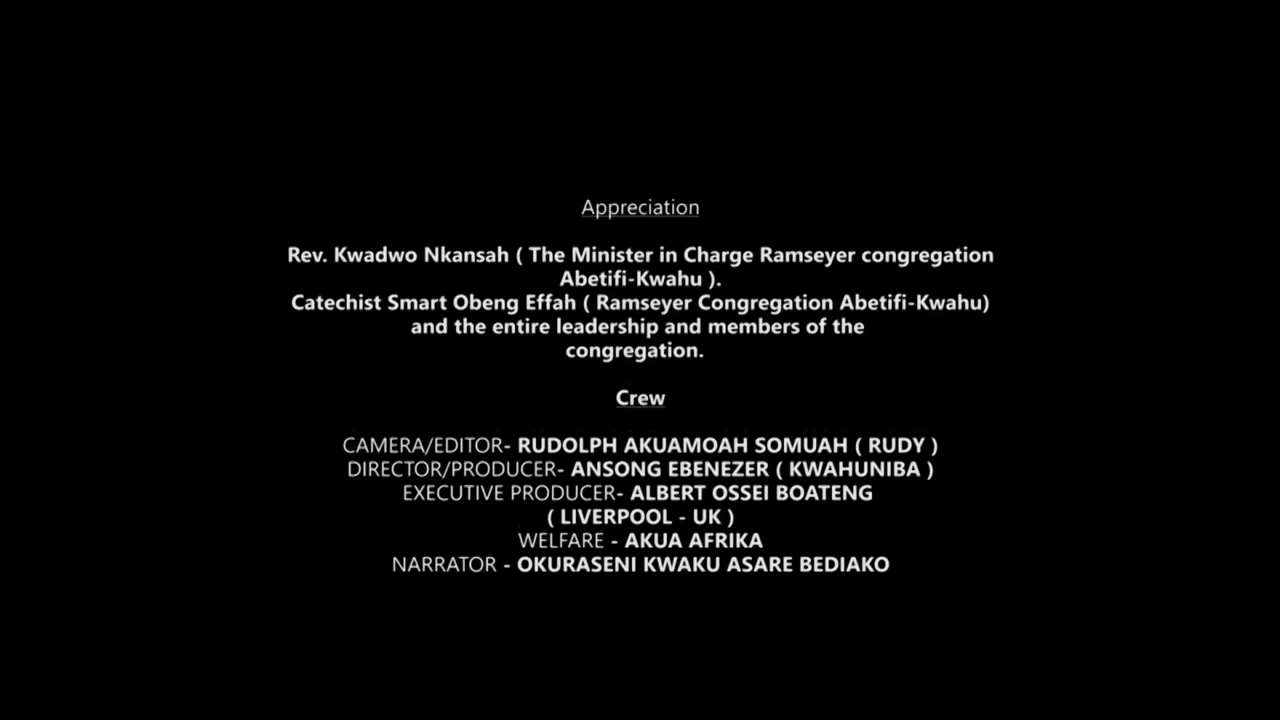 Appreciation
Rev. Kwadwo Nkansah ( The Minister in Charge Ramseyer congregation
Abetifi-Kwahu ).
Catechist Smart Obeng Effah ( Ramseyer Congregation Abetifi-Kwahu)
and the entire leadership and members of the
congregation.
Crew
CAMERA/EDITOR- RUDOLPH AKUAMOAH SOMUAH ( RUDY )
DIRECTOR/PRODUCER- ANSONG EBENEZER ( KWAHUNIBA )
EXECUTIVE PRODUCER- ALBERT OSSEI BOATENG
( LIVERPOOL - UK )
WELFARE - AKUA AFRIKA
NARRATOR - OKURASENI KWAKU ASARE BEDIAKO